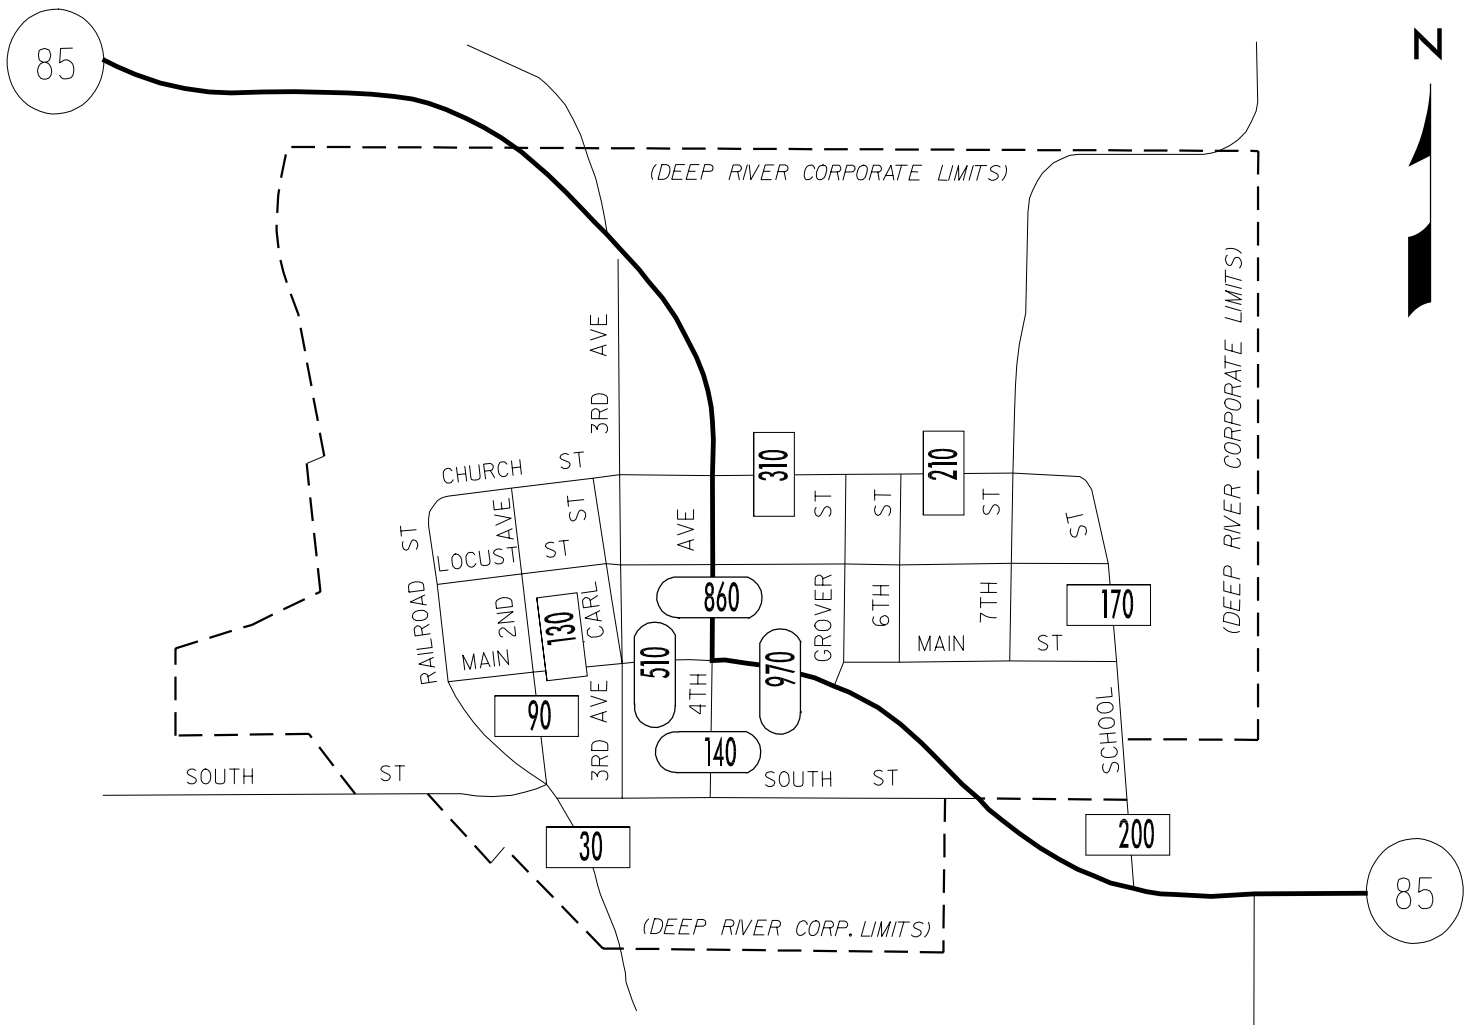 85
N
(DEEP RIVER CORPORATE LIMITS)
(DEEP RIVER CORPORATE LIMITS)
3RD AVE
CHURCH ST
310
210
RAILROAD ST
2ND AVE
CARL ST
4TH AVE
GROVER ST
6TH ST
7TH ST
SCHOOL ST
LOCUST ST
860
130
170
MAIN
MAIN ST
510
970
90
3RD AVE
140
SOUTH ST
SOUTH ST
30
200
85
(DEEP RIVER CORP. LIMITS)